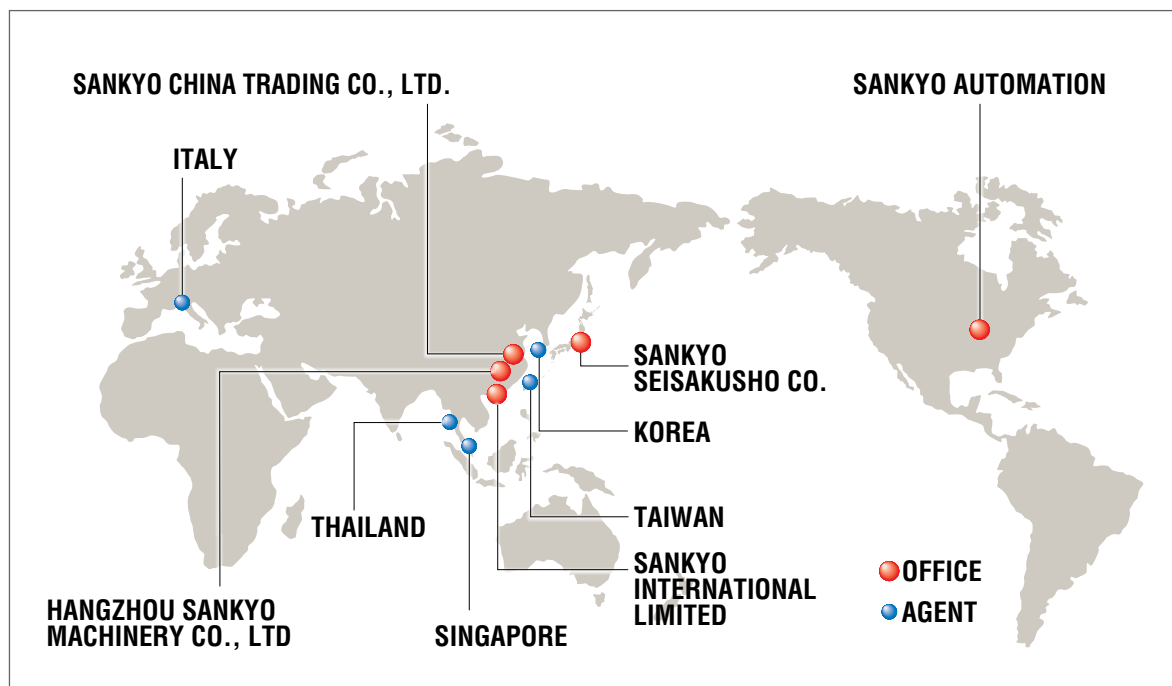 SANKYO CHINA TRADING CO., LTD.
SANKYO AUTOMATION
ITALY
SANKYO
SEISAKUSHO CO.
KOREA
THAILAND
TAIWAN
SANKYO
INTERNATIONAL
LIMITED
OFFICE
AGENT
HANGZHOU SANKYO
MACHINERY CO., LTD
SINGAPORE